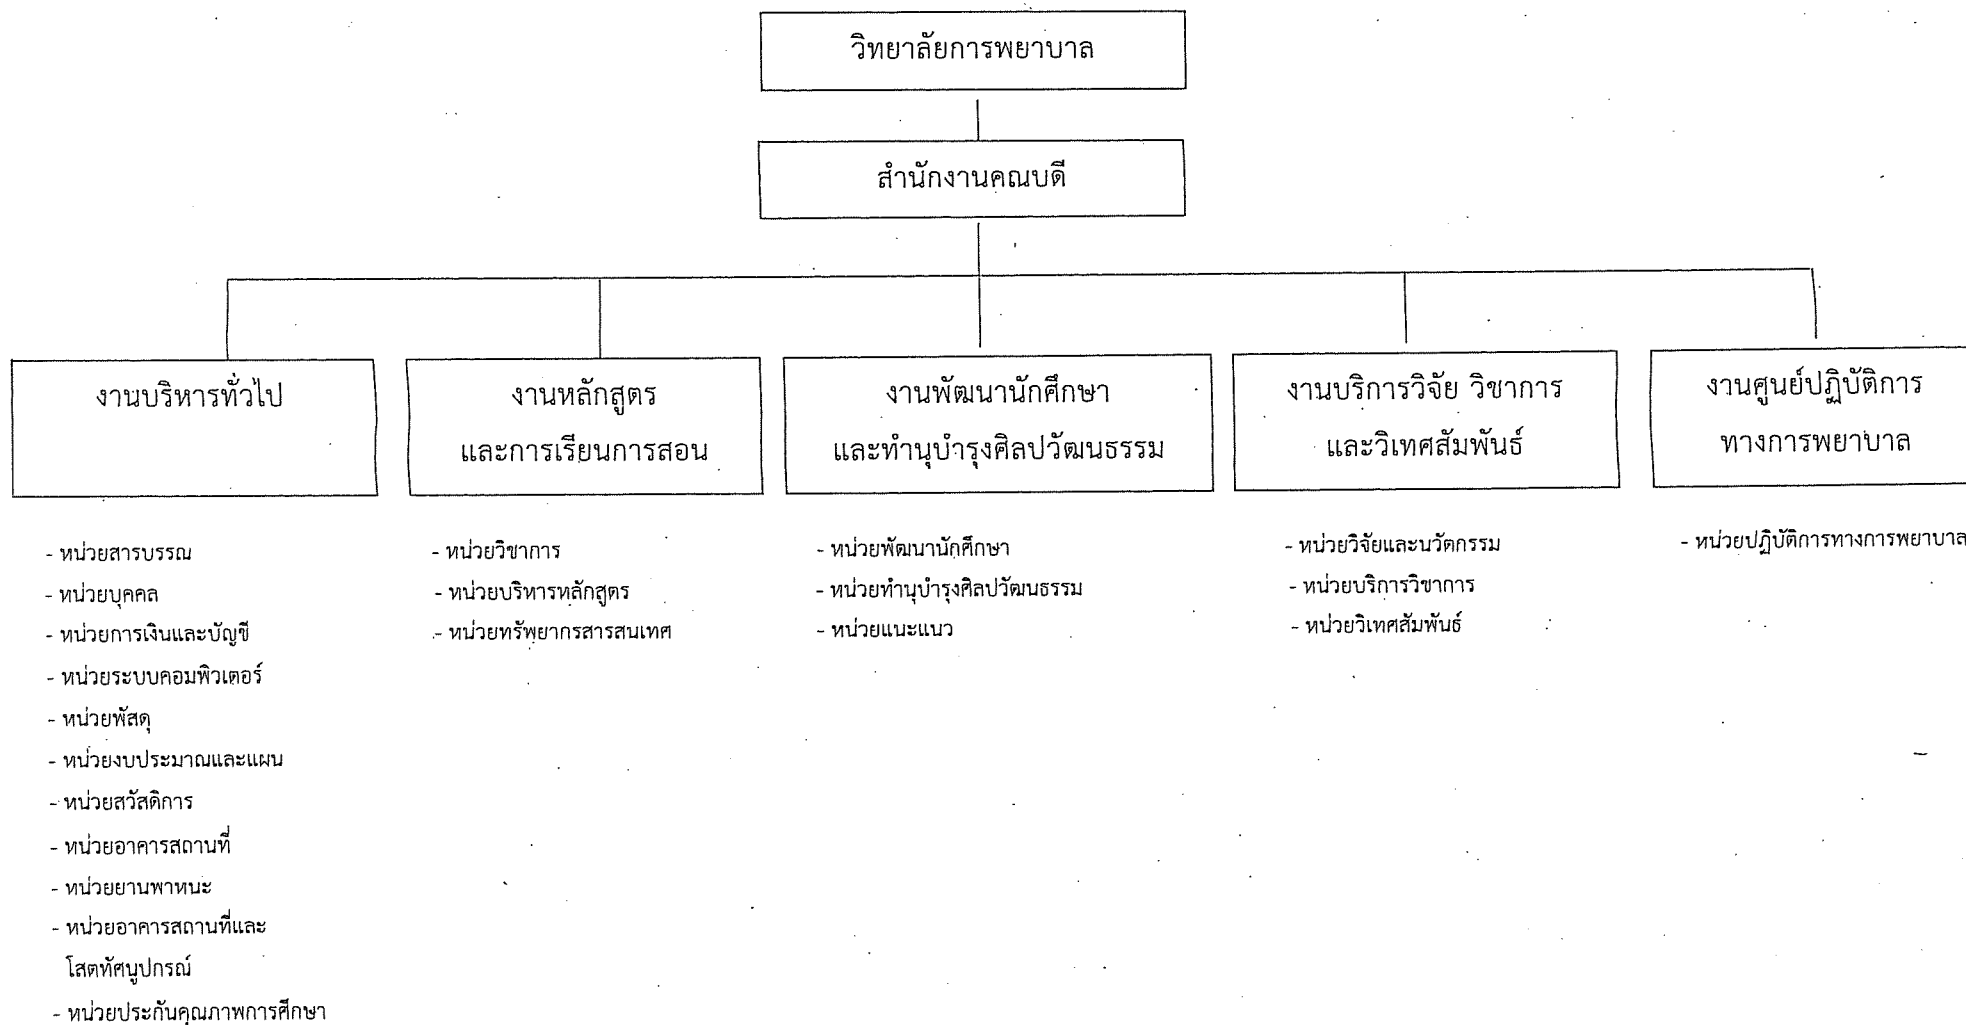 วิทยาลัยการพยาบาล
สำนักงานคณบดี
งานบริหารทั่วไป
งานหลักสูตร
และการเรียนการสอน
งานพัฒนานักศึกษา
และทำนุบำรุงศิลปวัฒนธรรม
งานบริการวิจัย วิชาการ
และวิเทศสัมพันธ์
งานศูนย์ปฏิบัติการ
ทางการพยาบาล
- หน่วยสารบรรณ
- หน่วยบุคคล
- หน่วยการเงินและบัญชี
- หน่วยระบบคอมพิวเตอร์
- หน่วยพัสดุ
- หน่วยงบประมาณและแผน
- หน่วยสวัสดิการ
- หน่วยอาคารสถานที่
- หน่วยยานพาหนะ
- หน่วยอาคารสถานที่และ
โสตทัศนูปกรณ์
- หน่วยประกันคุณภาพการศึกษา
- หน่วยวิชาการ
- หน่วยบริหารหลักสูตร
- หน่วยทรัพยากรสารสนเทศ
- หน่วยพัฒนานักศึกษา
- หน่วยทำนุบำรุงศิลปวัฒนธรรม
- หน่วยแนะแนว
- หน่วยวิจัยและนวัตกรรม
- หน่วยบริการวิชาการ
- หน่วยวิเทศสัมพันธ์
- หน่วยปฏิบัติการทางการพยาบาล